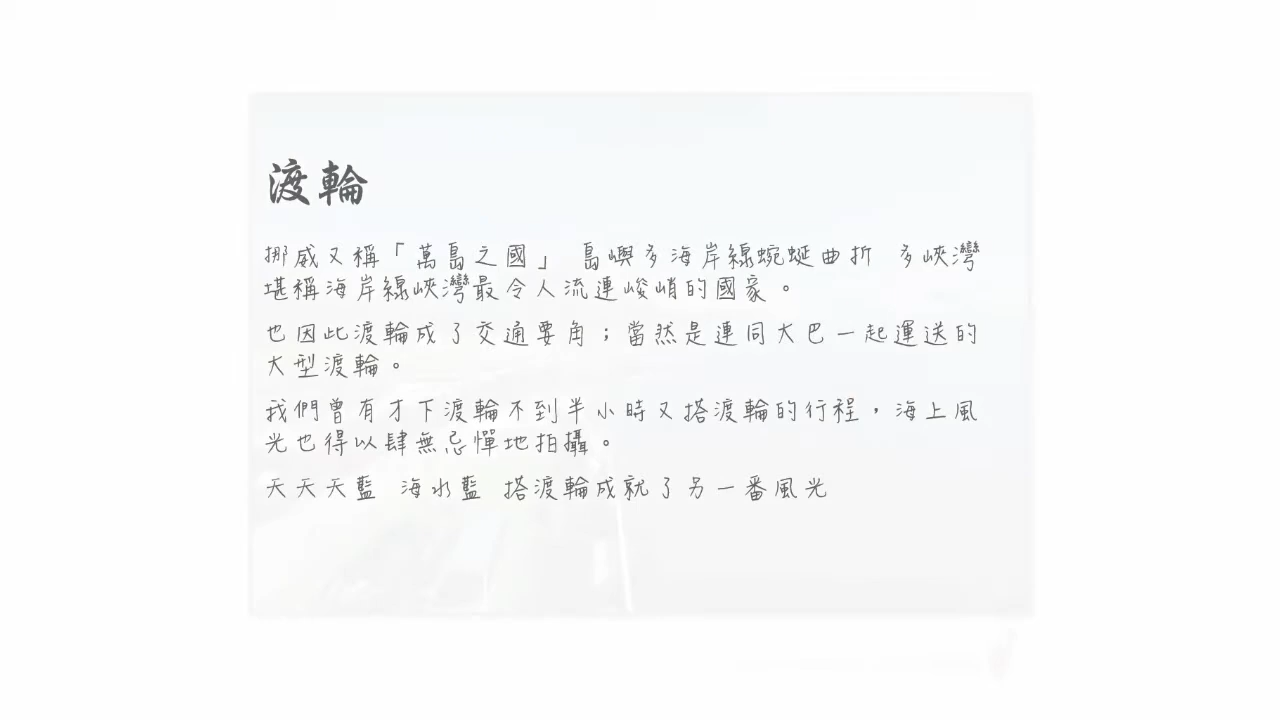 渡輪
挪威又稱「萬島之國」 島嶼多海岸線蜿蜒曲折 多峽灣
堪稱海岸線峽灣最令人流連峻峭的國家。
也因此渡輪成了交通要角；當然是連同大巴一起運送的
大型渡輪。
我們曾有才下渡輪不到半小時又搭渡輪的行程，海上風
光也得以肆無忌憚地拍攝。
天天天藍 海水藍 搭渡輪成就了另一番風光